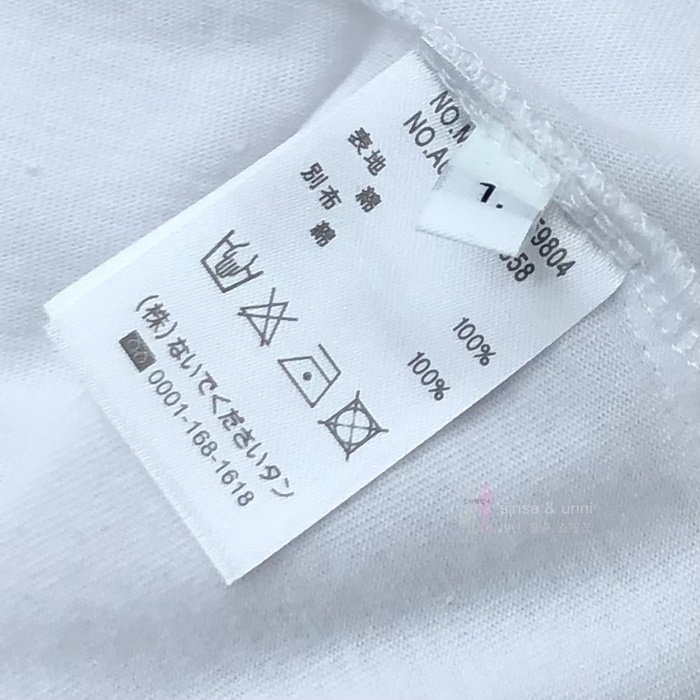 NO.
NO.A
9804
58
1.
表地 綿 100%
別布 綿 100%
(株)ないでくださいタン
0001-168-1618
ainsa & unni